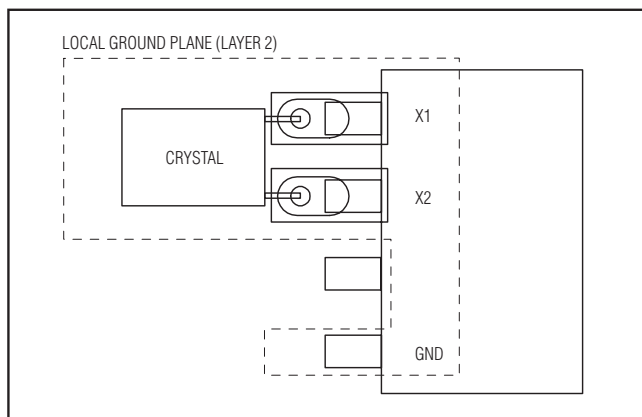 LOCAL GROUND PLANE (LAYER 2)
CRYSTAL
X1
X2
GND